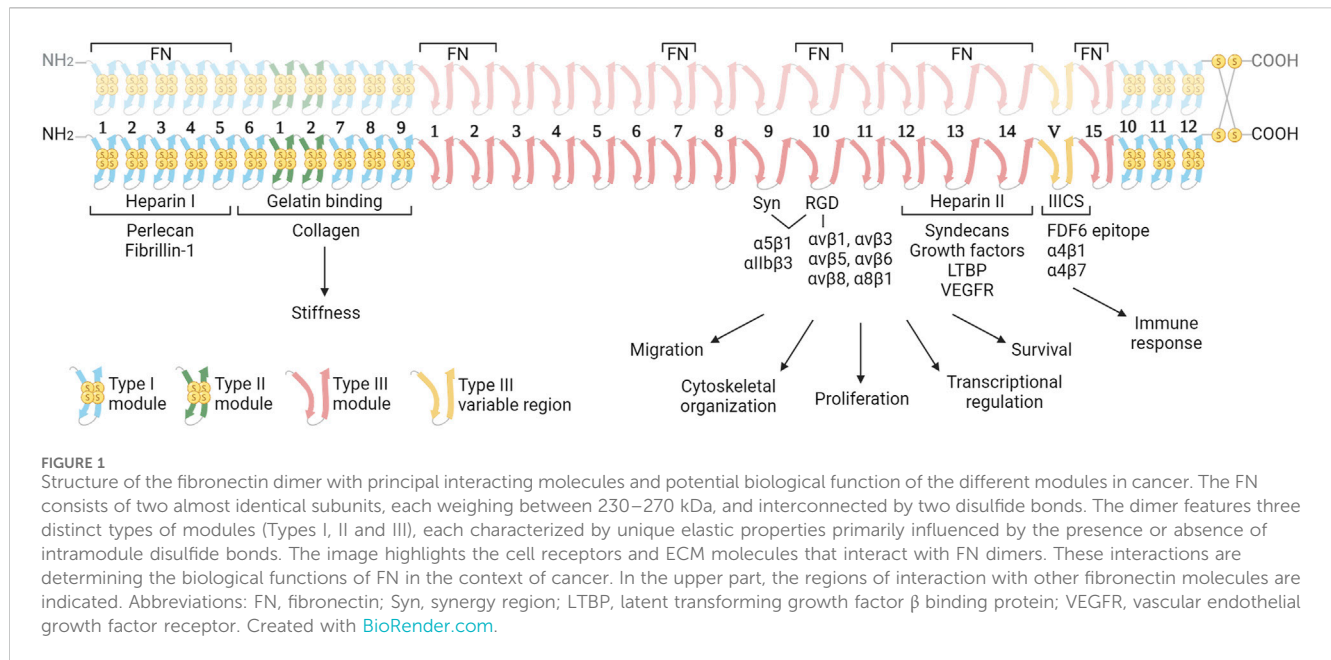 FN FN FN FN FN FN
NH2 COOH
NH2 1 2 3 4 5 6 1 2 7 8 9 1 2 3 4 5 6 7 8 9 10 11 12 13 14 V 15 10 11 12 COOH
S S S S
Heparin I Gelatin binding Syn RGD Heparin II IIICS
Perlecan Collagen Syndecans FDF6 epitope
Fibrillin-1 α5β1 αvβ1, αvβ3 Growth factors α4β1
αIIbβ3 αvβ5, αvβ6 LTBP α4β7
αvβ8, α8β1 VEGFR
Stiffness
Immune
response
Migration Survival
Cytoskeletal Proliferation Transcriptional
organization regulation
Type I Type II Type III Type III
module module module variable region
FIGURE 1
Structure of the fibronectin dimer with principal interacting molecules and potential biological function of the different modules in cancer. The FN
consists of two almost identical subunits, each weighing between 230–270 kDa, and interconnected by two disulfide bonds. The dimer features three
distinct types of modules (Types I, II and III), each characterized by unique elastic properties primarily influenced by the presence or absence of
intramodule disulfide bonds. The image highlights the cell receptors and ECM molecules that interact with FN dimers. These interactions are
determining the biological functions of FN in the context of cancer. In the upper part, the regions of interaction with other fibronectin molecules are
indicated. Abbreviations: FN, fibronectin; Syn, synergy region; LTBP, latent transforming growth factor β binding protein; VEGFR, vascular endothelial
growth factor receptor. Created with BioRender.com.